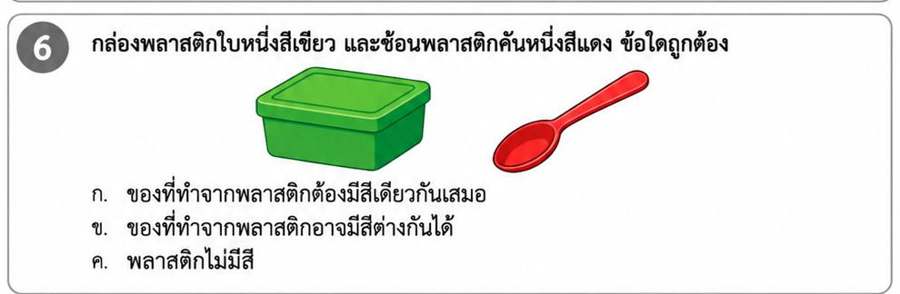 6 กล่องพลาสติกใบหนึ่งสีเขียว และช้อนพลาสติกคันหนึ่งสีแดง ข้อใดถูกต้อง
ก. ของที่ทำจากพลาสติกต้องมีสีเดียวกันเสมอ
ข. ของที่ทำจากพลาสติกอาจมีสีต่างกันได้
ค. พลาสติกไม่มีสี